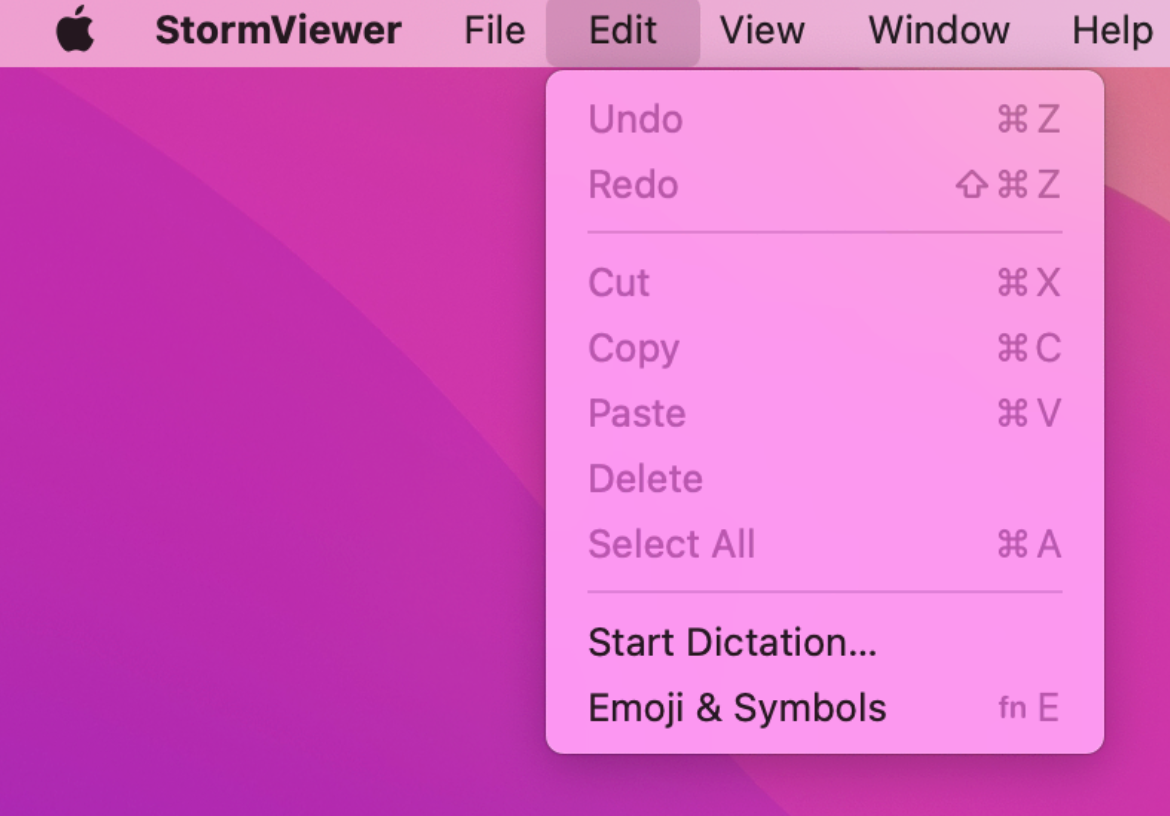 StormViewer File Edit View Window Help
Undo ⌘ Z
Redo ⇧ ⌘ Z
Cut ⌘ X
Copy ⌘ C
Paste ⌘ V
Delete
Select All ⌘ A
Start Dictation...
Emoji & Symbols fn E